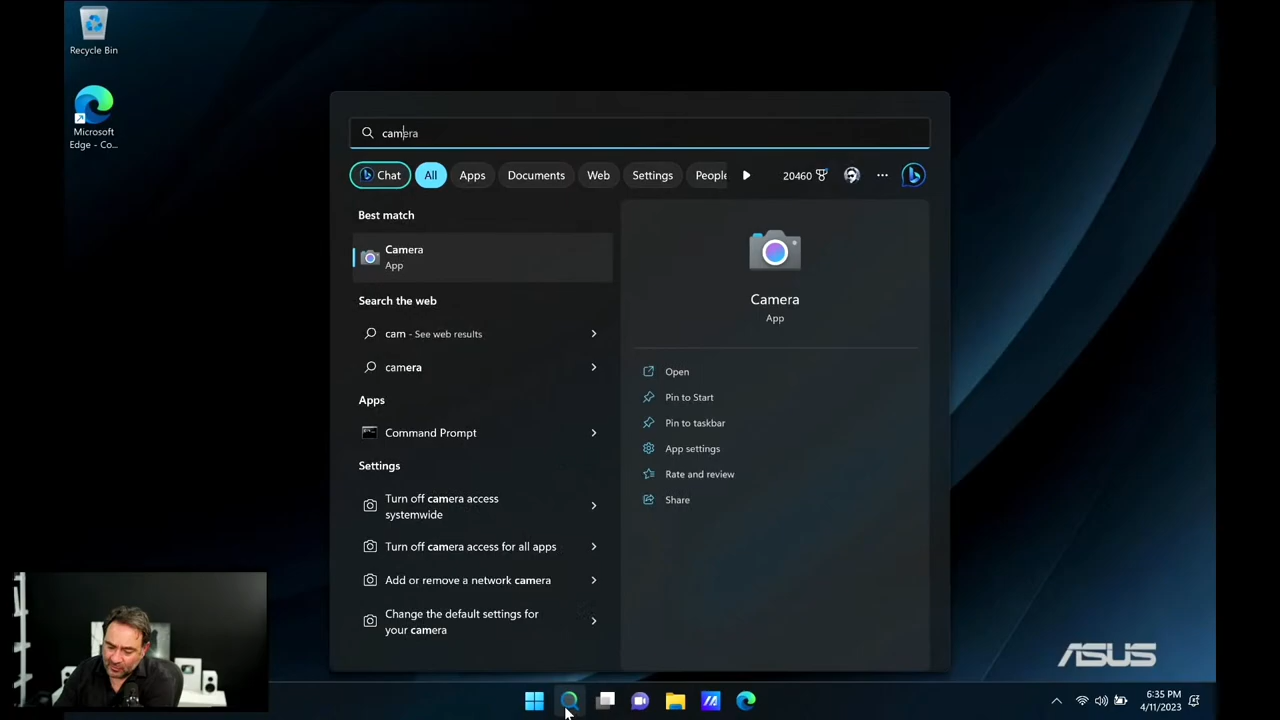 Recycle Bin
Microsoft
Edge - Co...
camera
Chat
All
Apps
Documents
Web
Settings
People
20460
Best match
Camera
App
Search the web
cam - See web results
camera
Apps
Command Prompt
Settings
Turn off camera access
systemwide
Turn off camera access for all apps
Add or remove a network camera
Change the default settings for
your camera
Camera
App
Open
Pin to Start
Pin to taskbar
App settings
Rate and review
Share
ASUS
6:35 PM
4/11/2023